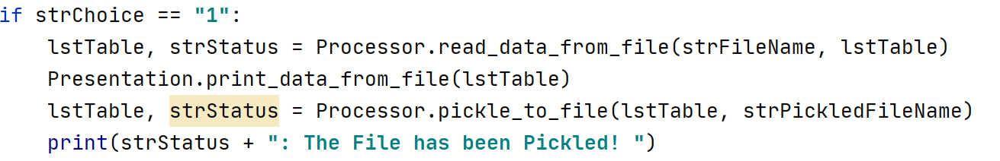 if strChoice == "1":
    lstTable, strStatus = Processor.read_data_from_file(strFileName, lstTable)
    Presentation.print_data_from_file(lstTable)
    lstTable, strStatus = Processor.pickle_to_file(lstTable, strPickledFileName)
    print(strStatus + ": The File has been Pickled! ")